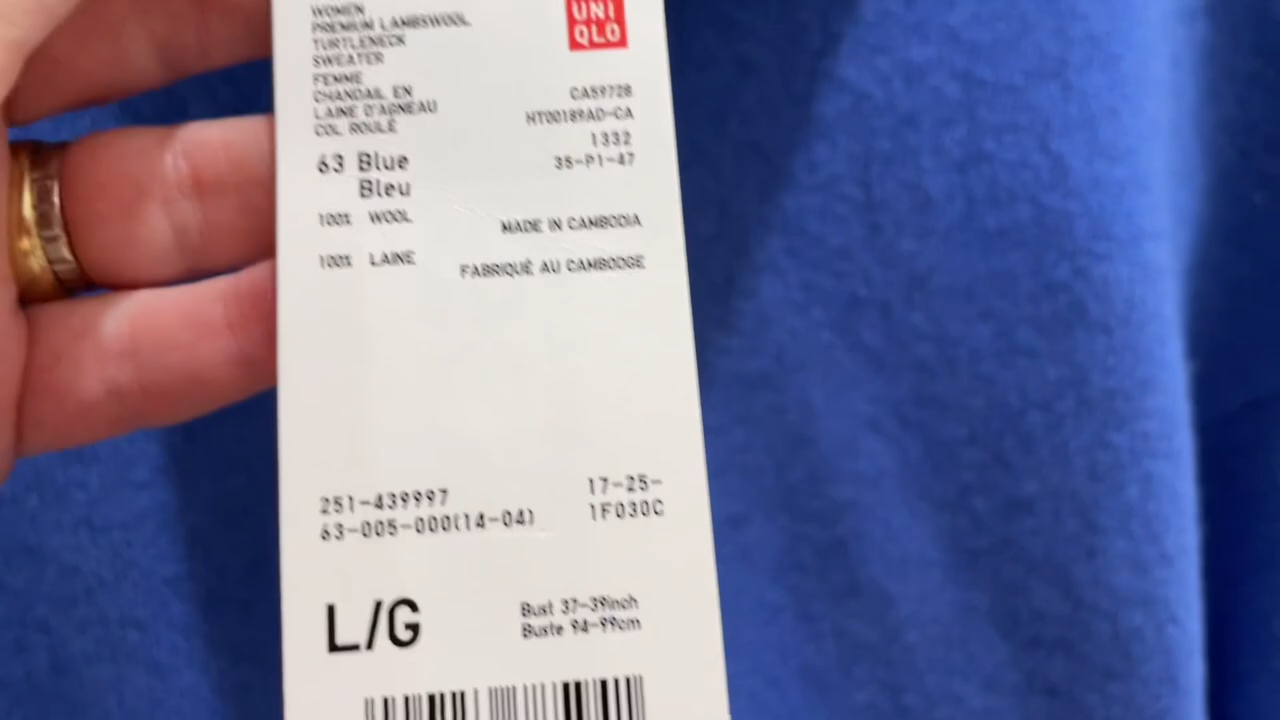 WOMEN
PREMIUM LAMBSWOOL
TURTLENECK
SWEATER
FEMME
CHANDAIL EN
LAINE D'AGNEAU
COL ROULÉ
UNI
QLO
CA59728
HT00189AD-CA
1332
35-P1-47
63 Blue
Bleu
100% WOOL
MADE IN CAMBODIA
100% LAINE
FABRIQUÉ AU CAMBODGE
251-439997
63-005-000(14-04)
17-25-
1F030C
L/G
Bust 37-39inch
Buste 94-99cm